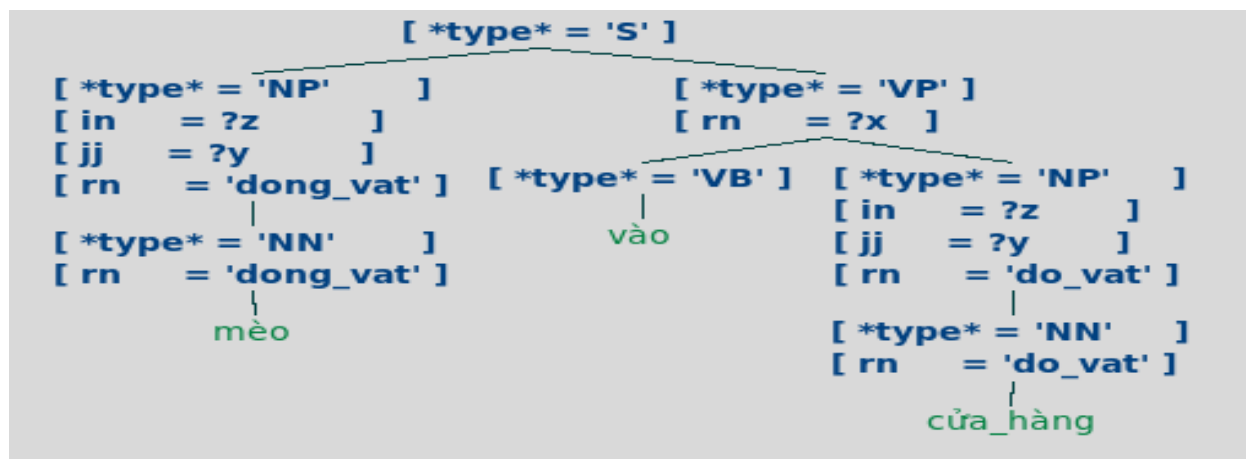 [ *type* = 'S' ]
[ *type* = 'NP' ] [ *type* = 'VP' ]
[ in = ?z ] [ rn = ?x ]
[ jj = ?y ]
[ rn = 'dong_vat' ] [ *type* = 'VB' ] [ *type* = 'NP' ]
[ in = ?z ]
[ *type* = 'NN' ] vào [ jj = ?y ]
[ rn = 'dong_vat' ] [ rn = 'do_vat' ]
mèo [ *type* = 'NN' ]
[ rn = 'do_vat' ]
cửa_hàng